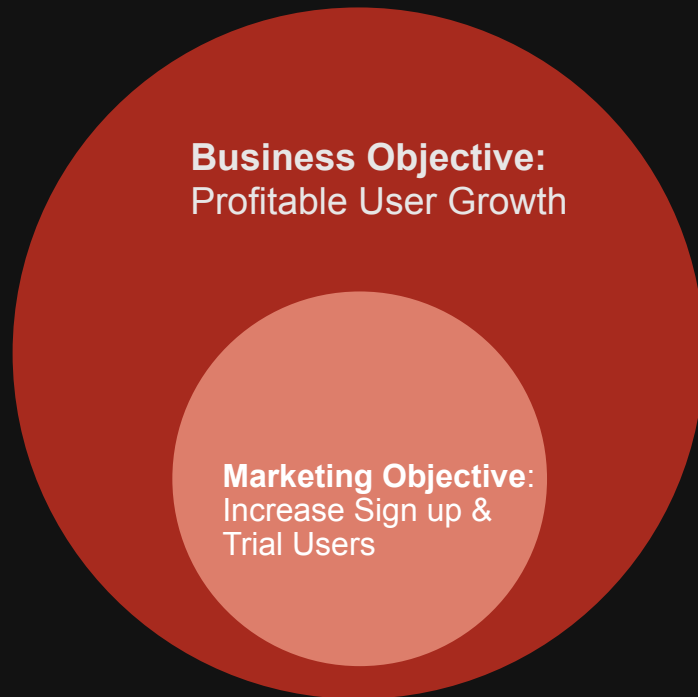 Business Objective:
Profitable User Growth
Marketing Objective:
Increase Sign up &
Trial Users